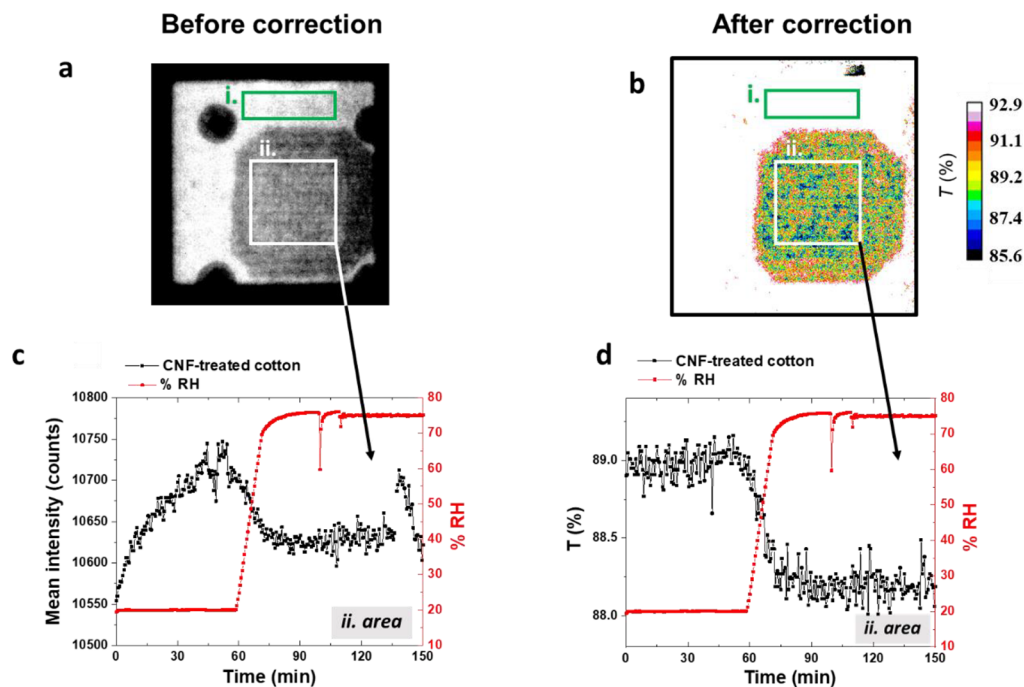 Before correction
After correction
a
i.
ii.
b
i.
ii.
92.9
91.1
89.2
87.4
85.6
T (%)
c
CNF-treated cotton
% RH
10800
10750
10700
10650
10600
10550
10500
Mean intensity (counts)
80
70
60
50
40
30
20
10
% RH
ii. area
0
30
60
90
120
150
Time (min)
d
CNF-treated cotton
% RH
89.0
88.5
88.0
T (%)
80
70
60
50
40
30
20
10
% RH
ii. area
0
30
60
90
120
150
Time (min)